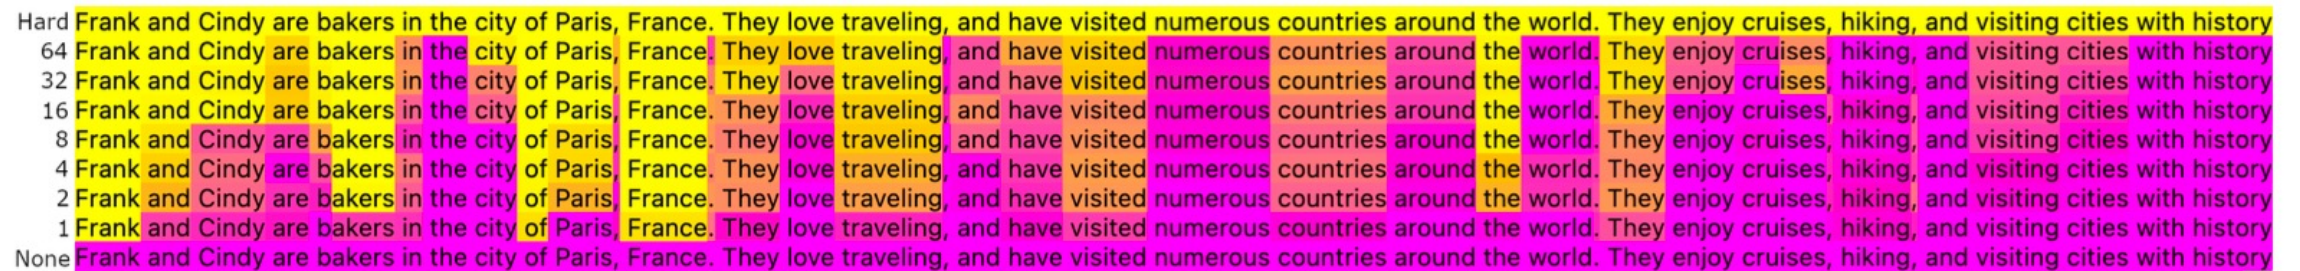 Hard Frank and Cindy are bakers in the city of Paris, France. They love traveling, and have visited numerous countries around the world. They enjoy cruises, hiking, and visiting cities with history
64 Frank and Cindy are bakers in the city of Paris, France. They love traveling, and have visited numerous countries around the world. They enjoy cruises, hiking, and visiting cities with history
32 Frank and Cindy are bakers in the city of Paris, France. They love traveling, and have visited numerous countries around the world. They enjoy cruises, hiking, and visiting cities with history
16 Frank and Cindy are bakers in the city of Paris, France. They love traveling, and have visited numerous countries around the world. They enjoy cruises, hiking, and visiting cities with history
8 Frank and Cindy are bakers in the city of Paris, France. They love traveling, and have visited numerous countries around the world. They enjoy cruises, hiking, and visiting cities with history
4 Frank and Cindy are bakers in the city of Paris, France. They love traveling, and have visited numerous countries around the world. They enjoy cruises, hiking, and visiting cities with history
2 Frank and Cindy are bakers in the city of Paris, France. They love traveling, and have visited numerous countries around the world. They enjoy cruises, hiking, and visiting cities with history
1 Frank and Cindy are bakers in the city of Paris, France. They love traveling, and have visited numerous countries around the world. They enjoy cruises, hiking, and visiting cities with history
None Frank and Cindy are bakers in the city of Paris, France. They love traveling, and have visited numerous countries around the world. They enjoy cruises, hiking, and visiting cities with history